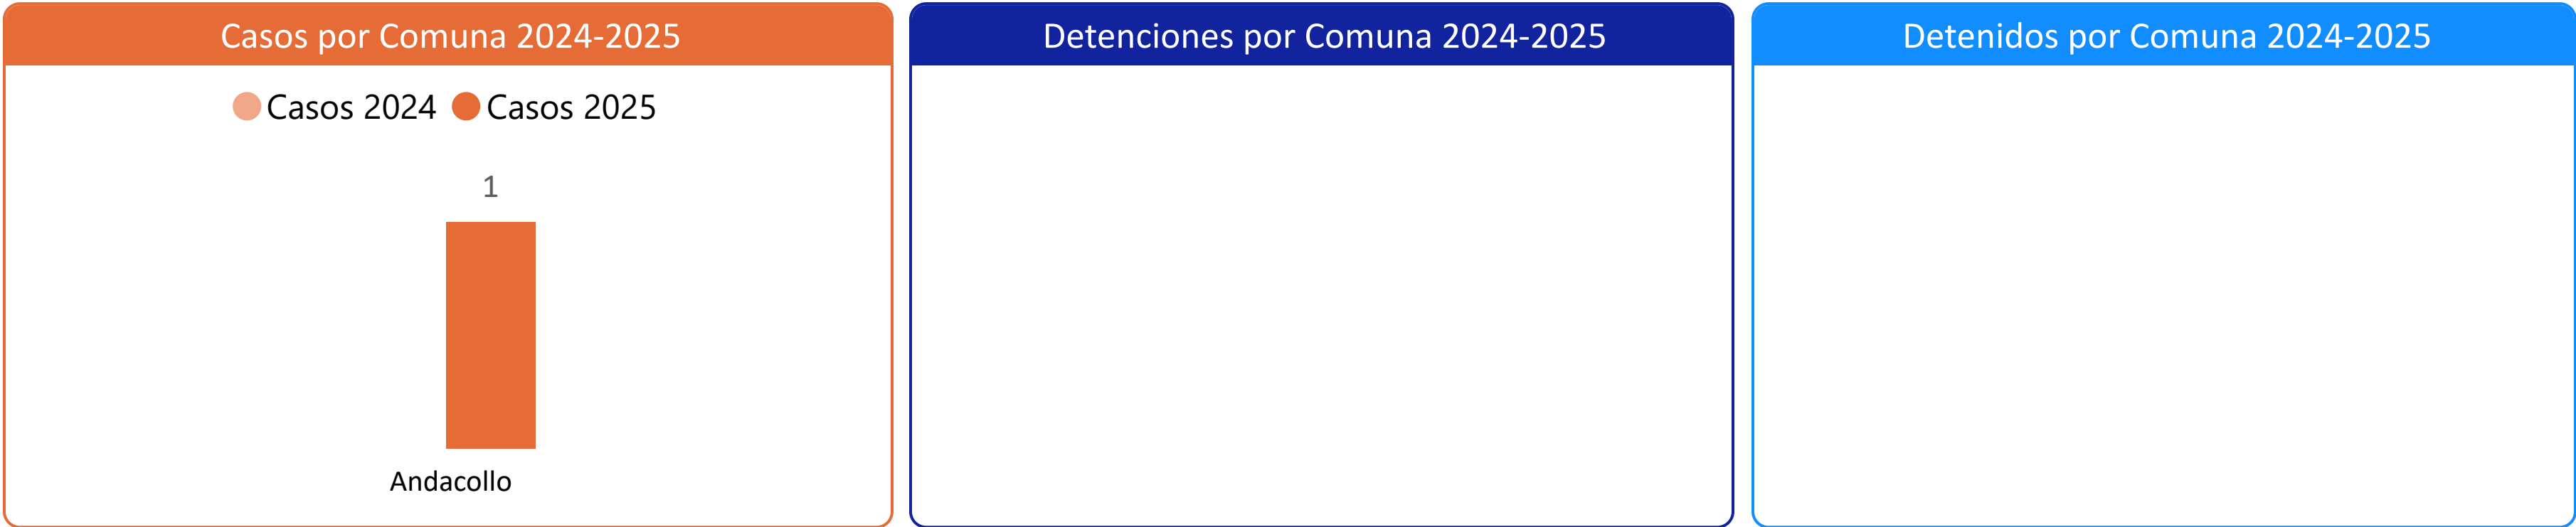 Casos por Comuna 2024-2025
Casos 2024 Casos 2025
1
Andacollo
Detenciones por Comuna 2024-2025
Detenidos por Comuna 2024-2025